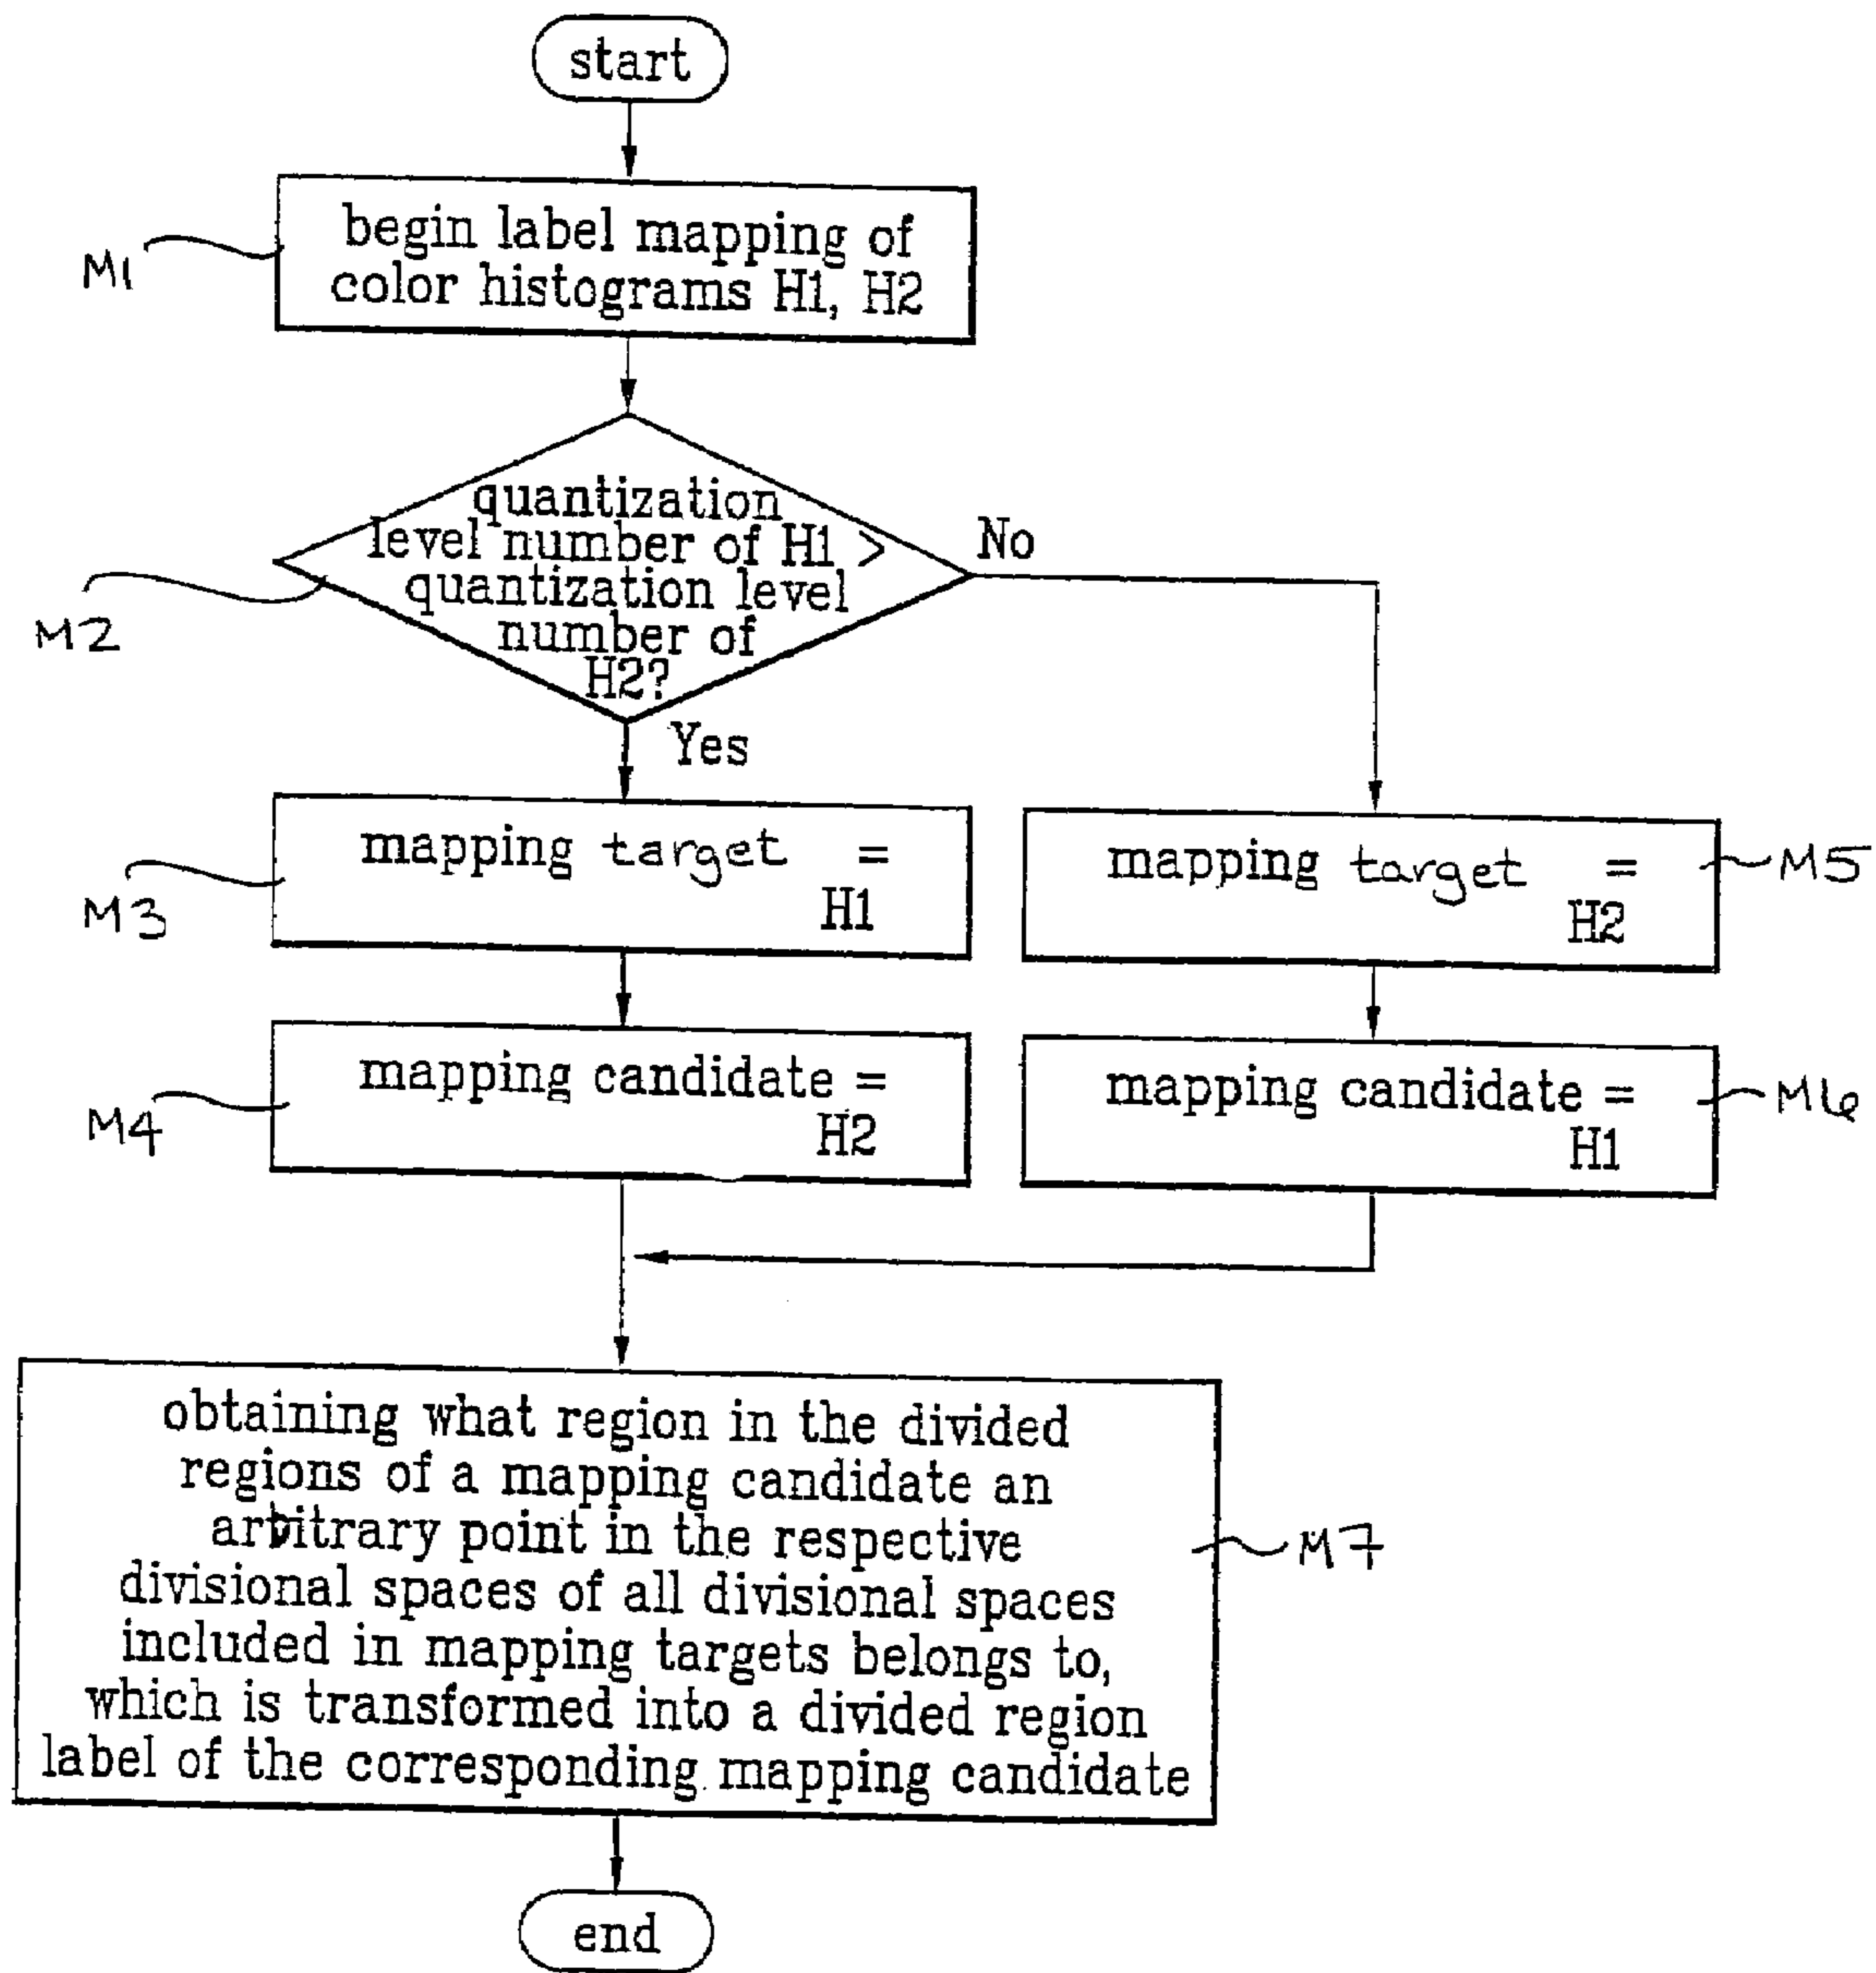 start
M1
begin label mapping of
color histograms H1, H2
M2
quantization
level number of H1 >
quantization level
number of
H2?
No
Yes
M3
mapping target =
H1
mapping target =
H2
M5
M4
mapping candidate =
H2
mapping candidate =
H1
M6
obtaining what region in the divided
regions of a mapping candidate an
arbitrary point in the respective
divisional spaces of all divisional spaces
included in mapping targets belongs to,
which is transformed into a divided region
label of the corresponding mapping candidate
M7
end